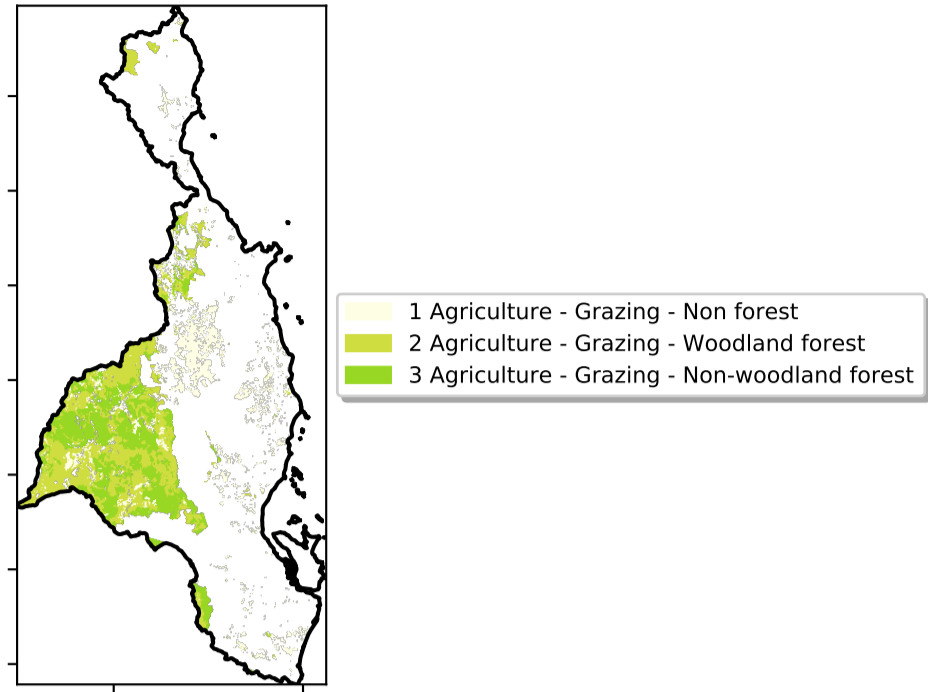 1 Agriculture - Grazing - Non forest
2 Agriculture - Grazing - Woodland forest
3 Agriculture - Grazing - Non-woodland forest